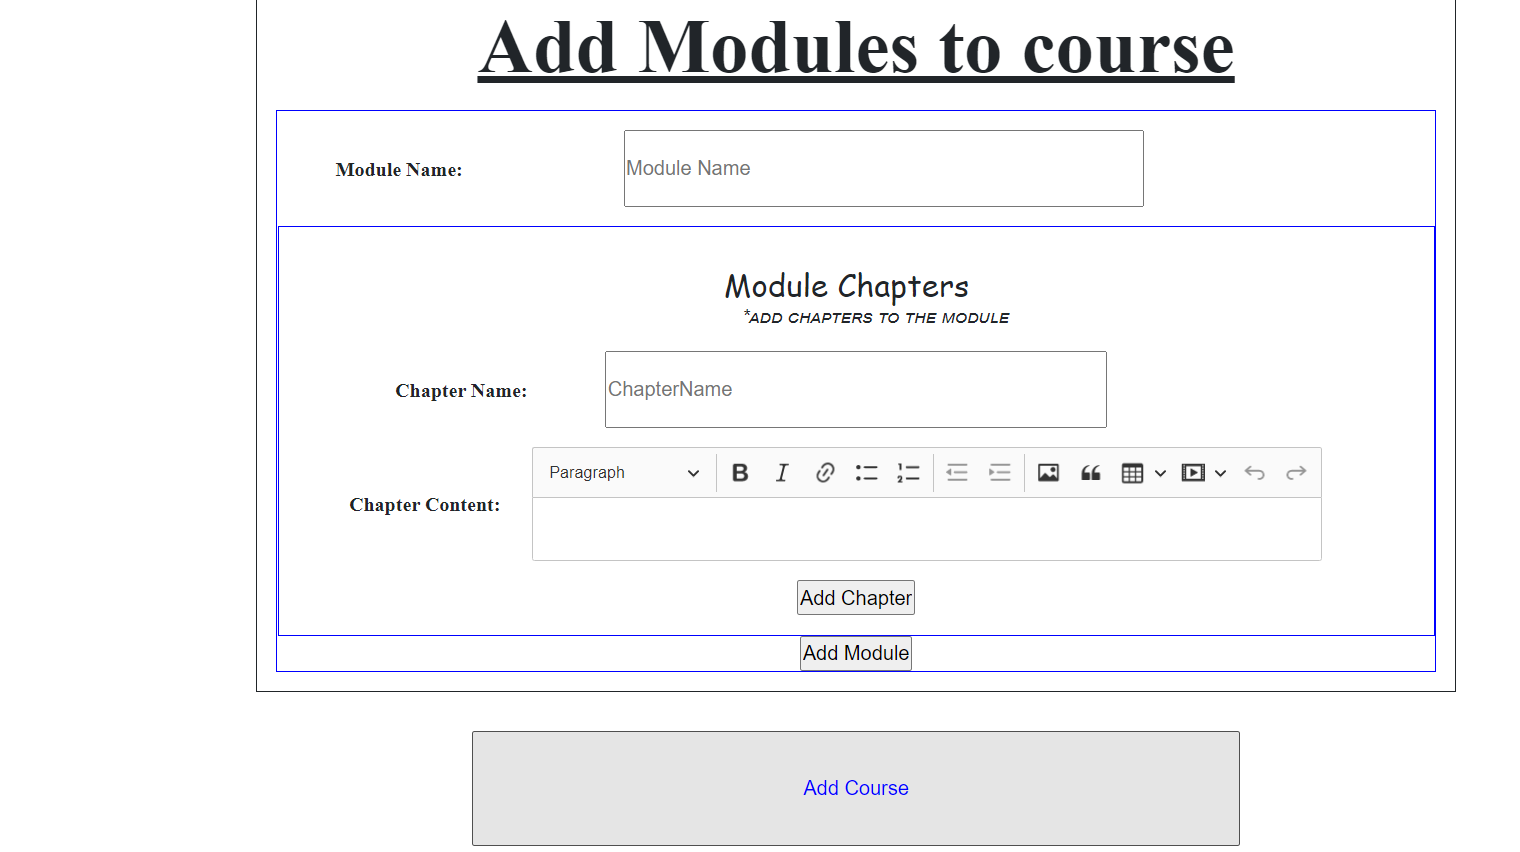 Add Modules to course
Module Name:
Module Name
Module Chapters
*ADD CHAPTERS TO THE MODULE
Chapter Name:
ChapterName
Paragraph
Chapter Content:
Add Chapter
Add Module
Add Course